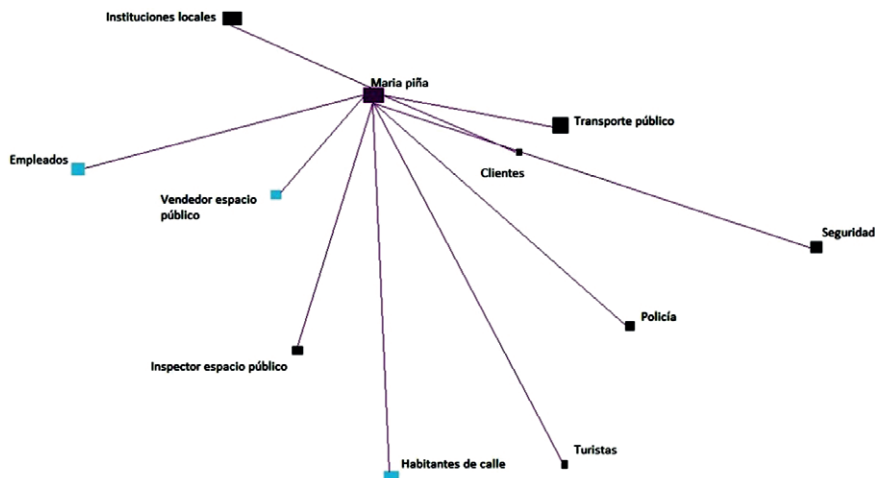 Instituciones locales
Maria piña
Transporte público
Empleados
Clientes
Vendedor espacio
público
Seguridad
Policía
Inspector espacio público
Turistas
Habitantes de calle